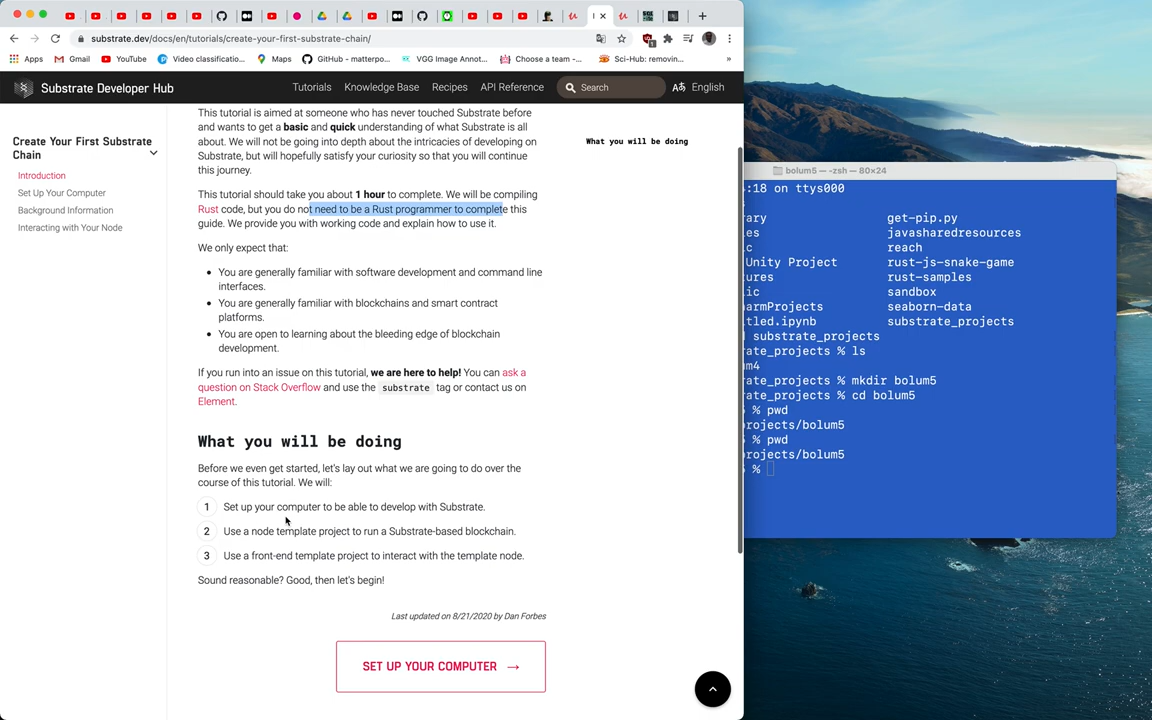 substrate.dev/docs/en/tutorials/create-your-first-substrate-chain/
Apps
Gmail
YouTube
Video classificatio...
Maps
GitHub - matterpo...
VGG Image Annot...
Choose a team -...
Sci-Hub: removin...
»
Substrate Developer Hub
Tutorials
Knowledge Base
Recipes
API Reference
Search
English
Create Your First Substrate
Chain
Introduction
Set Up Your Computer
Background Information
Interacting with Your Node
This tutorial is aimed at someone who has never touched Substrate before
and wants to get a basic and quick understanding of what Substrate is all
about. We will not be going into depth about the intricacies of developing on
Substrate, but will hopefully satisfy your curiosity so that you will continue
this journey.
This tutorial should take you about 1 hour to complete. We will be compiling
Rust code, but you do not need to be a Rust programmer to complete this
guide. We provide you with working code and explain how to use it.
We only expect that:
You are generally familiar with software development and command line
interfaces.
You are generally familiar with blockchains and smart contract
platforms.
You are open to learning about the bleeding edge of blockchain
development.
If you run into an issue on this tutorial, we are here to help! You can ask a
question on Stack Overflow and use the substrate tag or contact us on
Element.
What you will be doing
Before we even get started, let's lay out what we are going to do over the
course of this tutorial. We will:
1 Set up your computer to be able to develop with Substrate.
2 Use a node template project to run a Substrate-based blockchain.
3 Use a front-end template project to interact with the template node.
Sound reasonable? Good, then let's begin!
Last updated on 8/21/2020 by Dan Forbes
SET UP YOUR COMPUTER →
What you will be doing
bolum5 — -zsh — 80×24
:18 on ttys000
rary get-pip.py
es javasharedresources
c reach
Unity Project rust-js-snake-game
ures rust-samples
ic sandbox
armProjects seaborn-data
tled.ipynb substrate_projects
substrate_projects
rate_projects % ls
m4
rate_projects % mkdir bolum5
rate_projects % cd bolum5
% pwd
rojects/bolum5
% pwd
rojects/bolum5
%